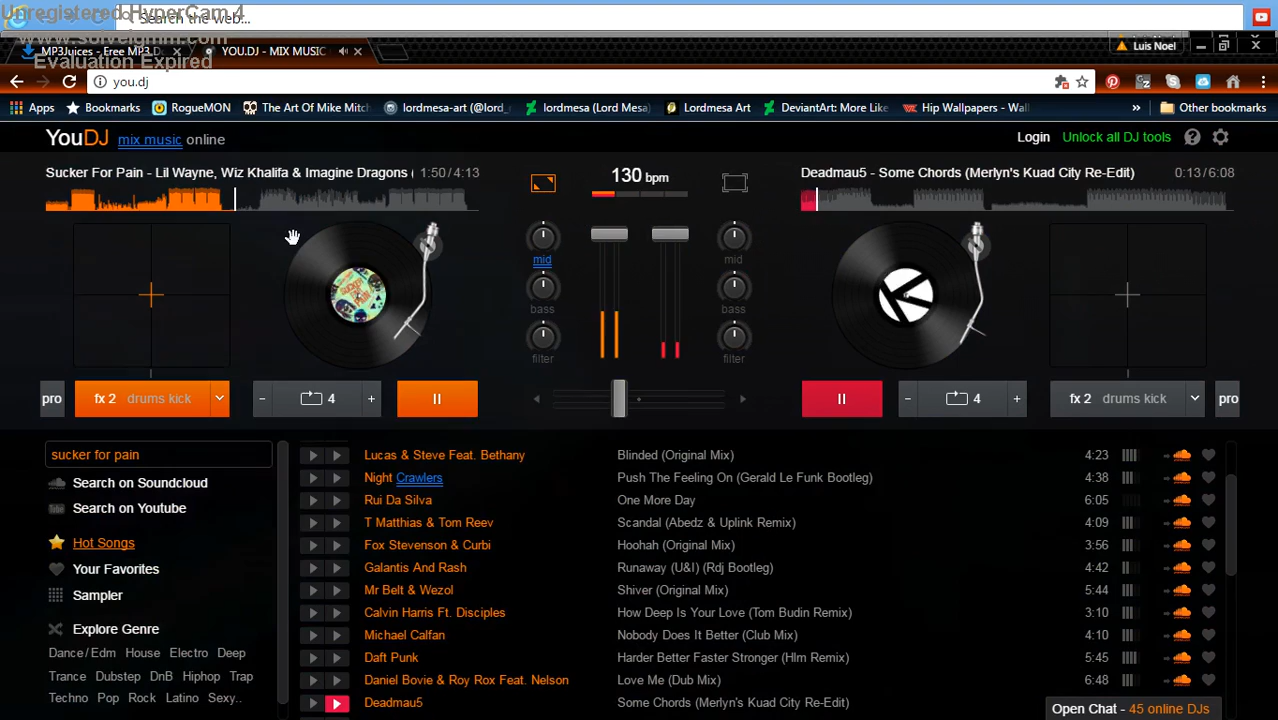 Unregistered HyperCam 4
Search the web...
www.solveigmm.com
Evaluation Expired
MP3Juices - Free MP3 Do
YOU.DJ - MIX MUSIC
Luis Noel
you.dj
Apps Bookmarks RogueMON The Art Of Mike Mitch lordmesa-art (@lord_ lordmesa (Lord Mesa) Lordmesa Art DeviantArt: More Like Hip Wallpapers - Wall » Other bookmarks
YouDJ mix music online
Login Unlock all DJ tools
Sucker For Pain - Lil Wayne, Wiz Khalifa & Imagine Dragons ( 1:50/4:13
130 bpm
Deadmau5 - Some Chords (Merlyn's Kuad City Re-Edit) 0:13/6:08
mid mid
bass bass
filter filter
pro fx 2 drums kick - 4 +
- 4 + fx 2 drums kick pro
sucker for pain
Search on Soundcloud
Search on Youtube
Hot Songs
Your Favorites
Sampler
Explore Genre
Dance/Edm House Electro Deep
Trance Dubstep DnB Hiphop Trap
Techno Pop Rock Latino Sexy..
Lucas & Steve Feat. Bethany Blinded (Original Mix) 4:23
Night Crawlers Push The Feeling On (Gerald Le Funk Bootleg) 4:38
Rui Da Silva One More Day 6:05
T Matthias & Tom Reev Scandal (Abedz & Uplink Remix) 4:09
Fox Stevenson & Curbi Hoohah (Original Mix) 3:56
Galantis And Rash Runaway (U&I) (Rdj Bootleg) 4:42
Mr Belt & Wezol Shiver (Original Mix) 5:44
Calvin Harris Ft. Disciples How Deep Is Your Love (Tom Budin Remix) 3:10
Michael Calfan Nobody Does It Better (Club Mix) 4:10
Daft Punk Harder Better Faster Stronger (Hlm Remix) 5:45
Daniel Bovie & Roy Rox Feat. Nelson Love Me (Dub Mix) 6:48
Deadmau5 Some Chords (Merlyn's Kuad City Re-Edit)
Open Chat - 45 online DJs